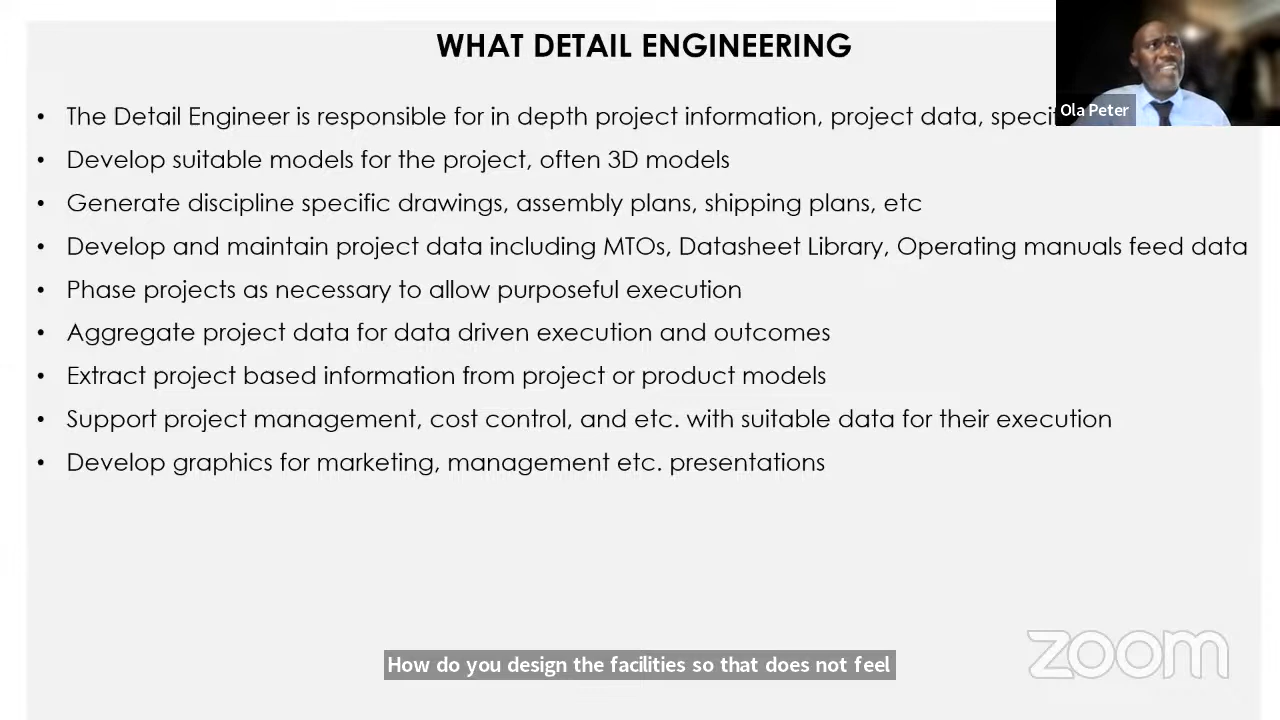 WHAT DETAIL ENGINEERING
Ola Peter
• The Detail Engineer is responsible for in depth project information, project data,
• Develop suitable models for the project, often 3D models
• Generate discipline specific drawings, assembly plans, shipping plans, etc
• Develop and maintain project data including MTOs, Datasheet Library, Operating manuals feed data
• Phase projects as necessary to allow purposeful execution
• Aggregate project data for data driven execution and outcomes
• Extract project based information from project or product models
• Support project management, cost control, and etc. with suitable data for their execution
• Develop graphics for marketing, management etc. presentations
How do you design the facilities so that does not feel
zoom